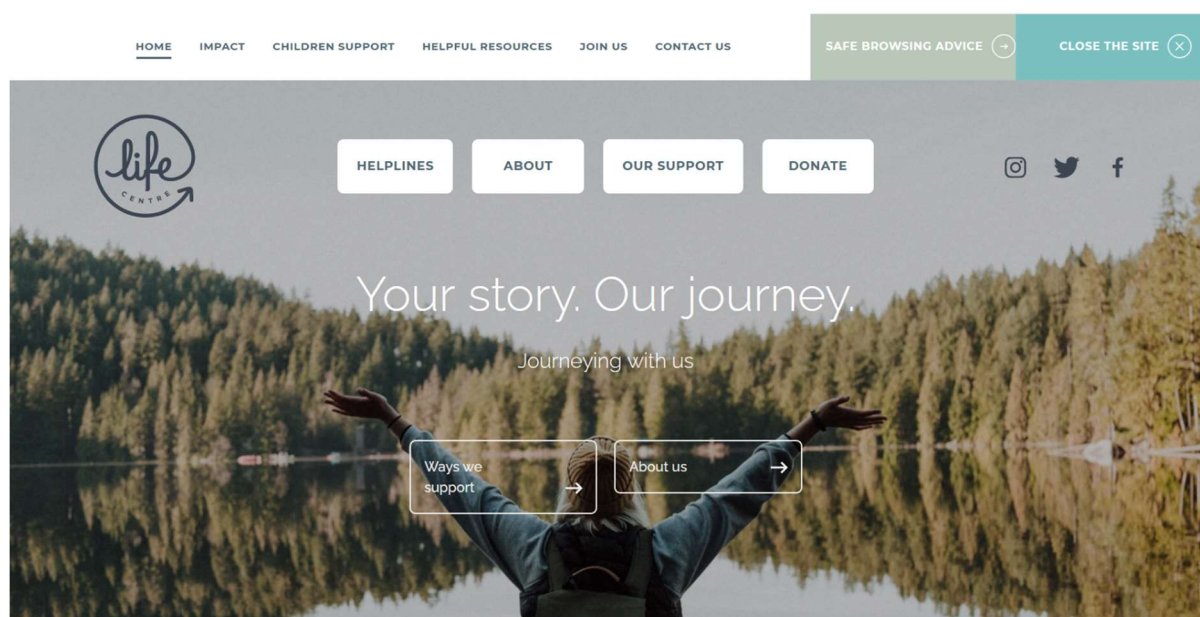 HOME IMPACT CHILDREN SUPPORT HELPFUL RESOURCES JOIN US CONTACT US SAFE BROWSING ADVICE CLOSE THE SITE
life
CENTRE
HELPLINES ABOUT OUR SUPPORT DONATE
Your story. Our journey.
Journeying with us
Ways we
support
About us